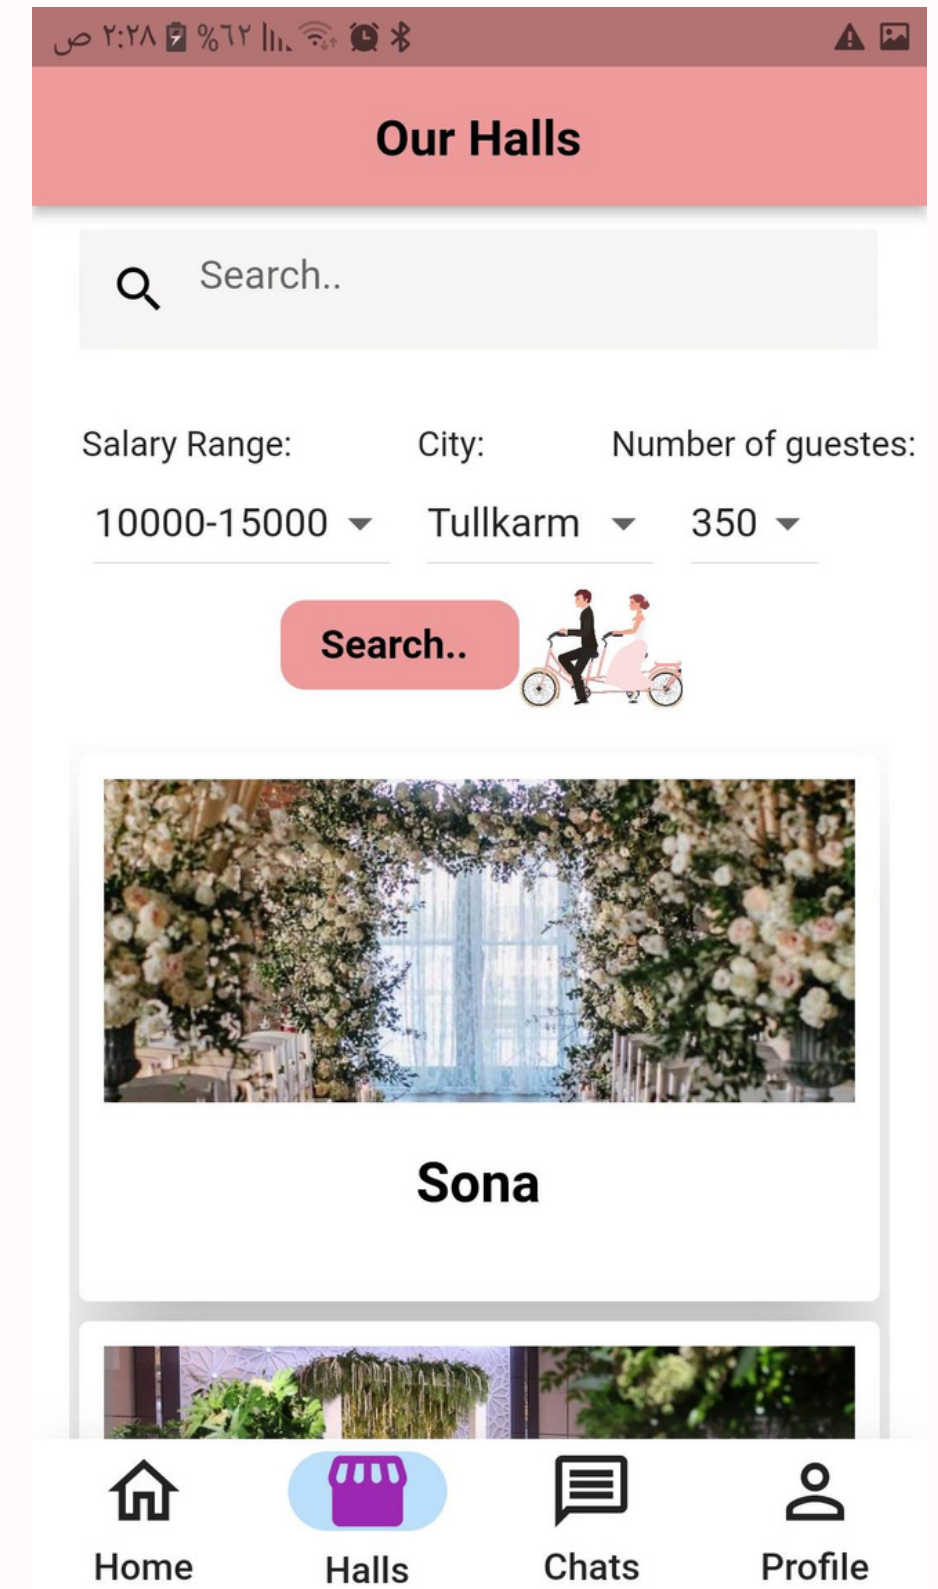 ٢:٢٨ ص %٦٢
Our Halls
Search..
Salary Range: City: Number of guestes:
10000-15000 Tullkarm 350
Search..
Sona
Home Halls Chats Profile